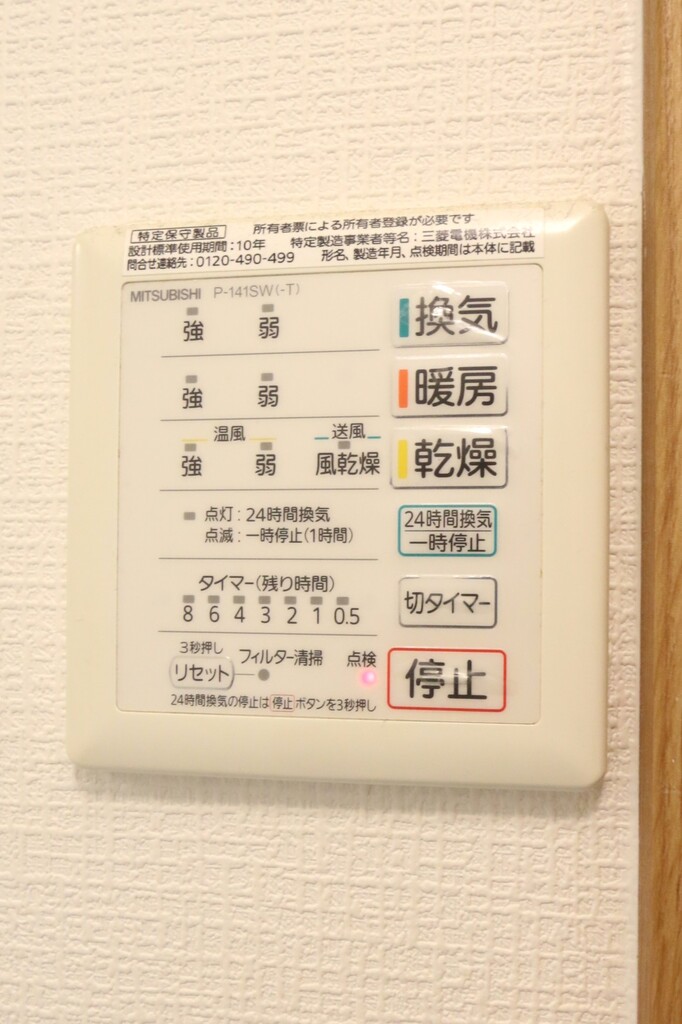 特定保守製品 所有者票による所有者登録が必要です
設計標準使用期間:10年 特定製造事業者等名:三菱電機株式会社
問合せ連絡先:0120-490-499 形名、製造年月、点検期間は本体に記載
MITSUBISHI P-141SW(-T)
強 弱 換気
強 弱 暖房
温風 送風
強 弱 風乾燥 乾燥
点灯:24時間換気
点滅:一時停止(1時間)
24時間換気
一時停止
タイマー(残り時間)
8 6 4 3 2 1 0.5
切タイマー
3秒押し
リセット フィルター清掃 点検
停止
24時間換気の停止は停止ボタンを3秒押し